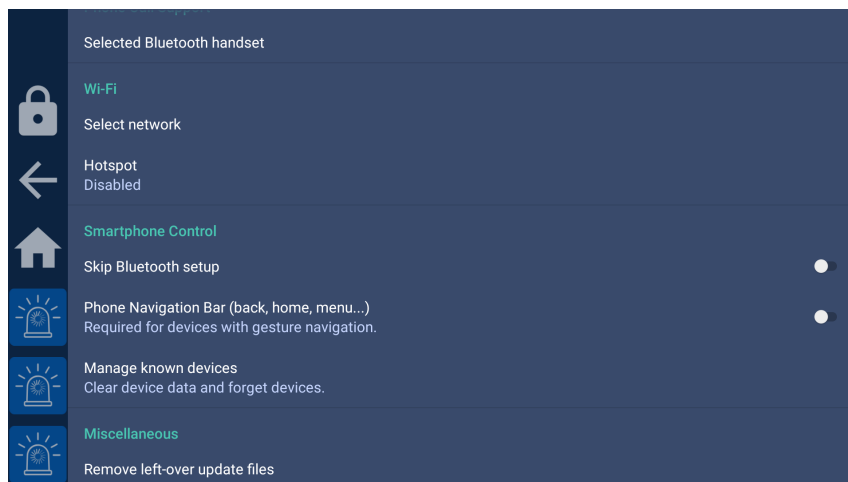 Selected Bluetooth handset
Wi-Fi
Select network
Hotspot
Disabled
Smartphone Control
Skip Bluetooth setup
Phone Navigation Bar (back, home, menu...)
Required for devices with gesture navigation.
Manage known devices
Clear device data and forget devices.
Miscellaneous
Remove left-over update files